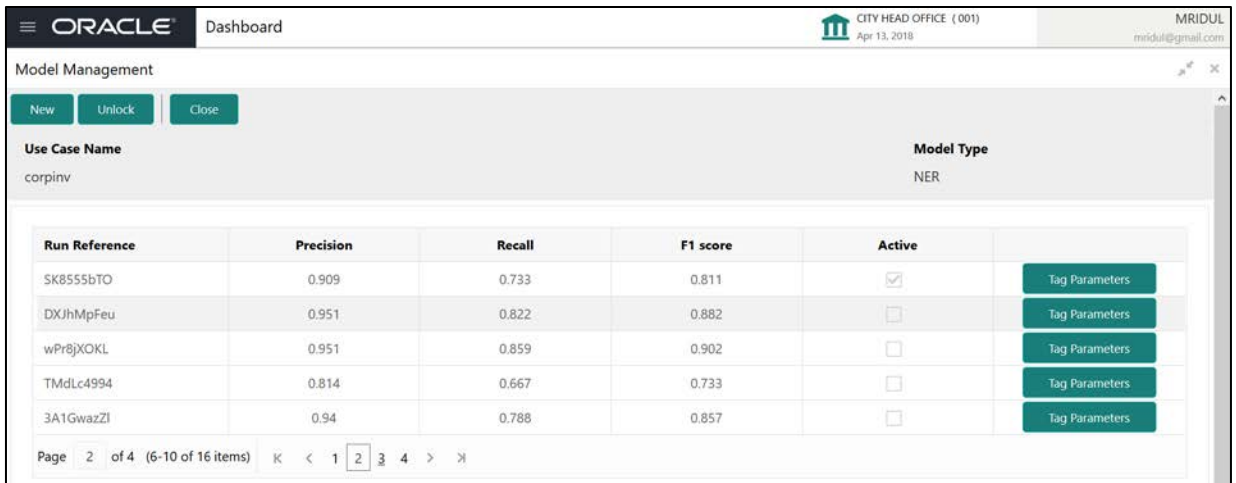 ORACLE Dashboard CITY HEAD OFFICE ( 001) MRIDUL
Apr 13, 2018 mridul@gmail.com
Model Management
New Unlock Close
Use Case Name Model Type
corpinv NER
Run Reference Precision Recall F1 score Active
SK8555bTO 0.909 0.733 0.811 Tag Parameters
DXJhMpFeu 0.951 0.822 0.882 Tag Parameters
wPr8jXOKL 0.951 0.859 0.902 Tag Parameters
TMdLc4994 0.814 0.667 0.733 Tag Parameters
3A1GwazZl 0.94 0.788 0.857 Tag Parameters
Page 2 of 4 (6-10 of 16 items) K < 1 2 3 4 > >|